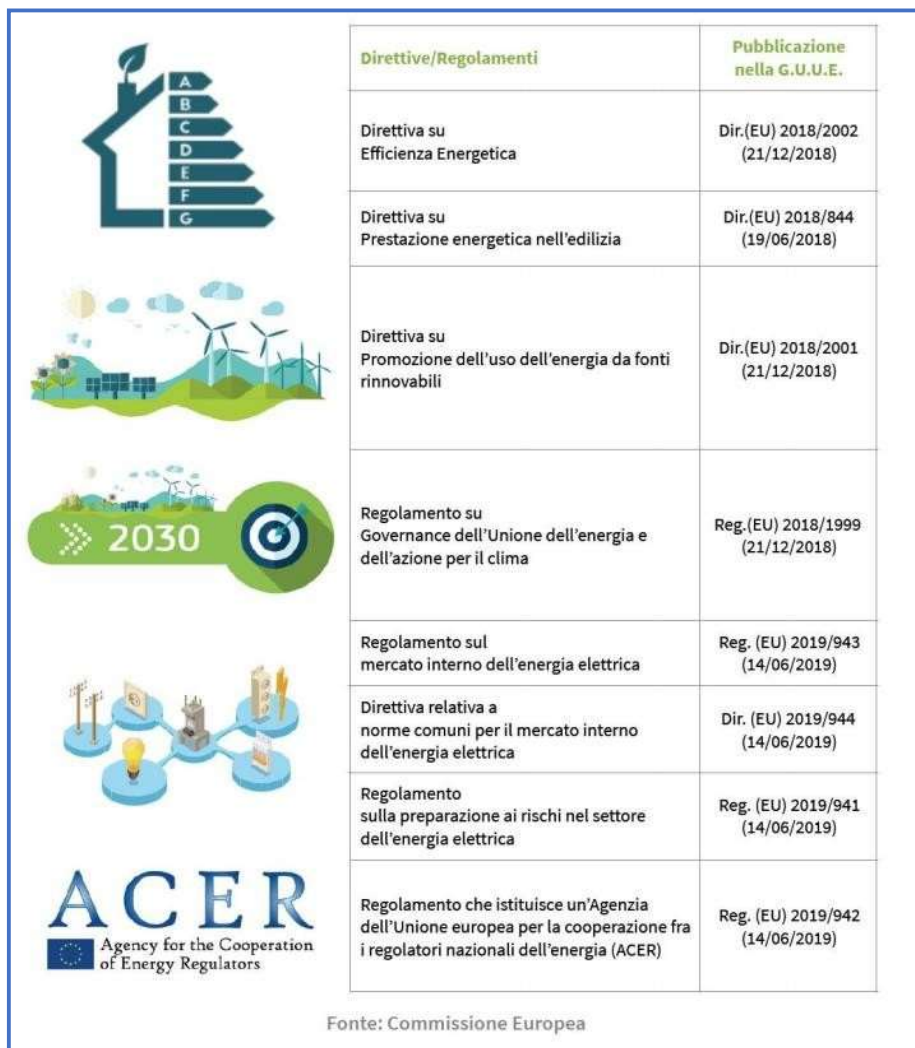 Direttive/Regolamenti
Pubblicazione
nella G.U.U.E.
A
B
C
D
E
F
G
Direttiva su
Efficienza Energetica
Dir.(EU) 2018/2002
(21/12/2018)
Direttiva su
Prestazione energetica nell'edilizia
Dir.(EU) 2018/844
(19/06/2018)
Direttiva su
Promozione dell'uso dell'energia da fonti
rinnovabili
Dir.(EU) 2018/2001
(21/12/2018)
2030
Regolamento su
Governance dell'Unione dell'energia e
dell'azione per il clima
Reg.(EU) 2018/1999
(21/12/2018)
Regolamento sul
mercato interno dell'energia elettrica
Reg. (EU) 2019/943
(14/06/2019)
Direttiva relativa a
norme comuni per il mercato interno
dell'energia elettrica
Dir. (EU) 2019/944
(14/06/2019)
Regolamento
sulla preparazione ai rischi nel settore
dell'energia elettrica
Reg. (EU) 2019/941
(14/06/2019)
ACER
Agency for the Cooperation
of Energy Regulators
Regolamento che istituisce un'Agenzia
dell'Unione europea per la cooperazione fra
i regolatori nazionali dell'energia (ACER)
Reg. (EU) 2019/942
(14/06/2019)
Fonte: Commissione Europea